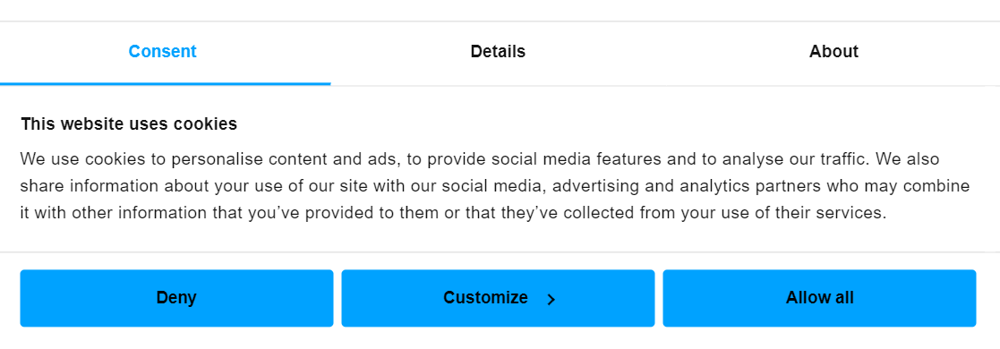 Consent
Details
About
This website uses cookies
We use cookies to personalise content and ads, to provide social media features and to analyse our traffic. We also
share information about your use of our site with our social media, advertising and analytics partners who may combine
it with other information that you’ve provided to them or that they’ve collected from your use of their services.
Deny
Customize
Allow all